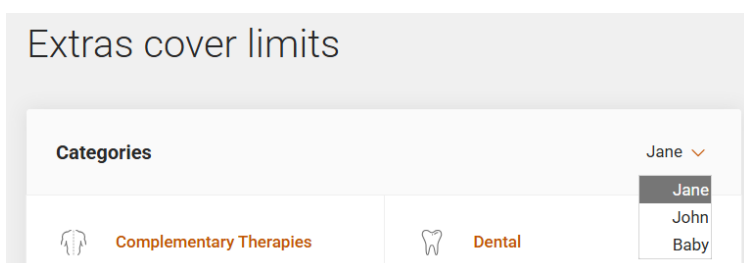 Extras cover limits
Categories
Jane
Jane
John
Complementary Therapies
Dental
Baby